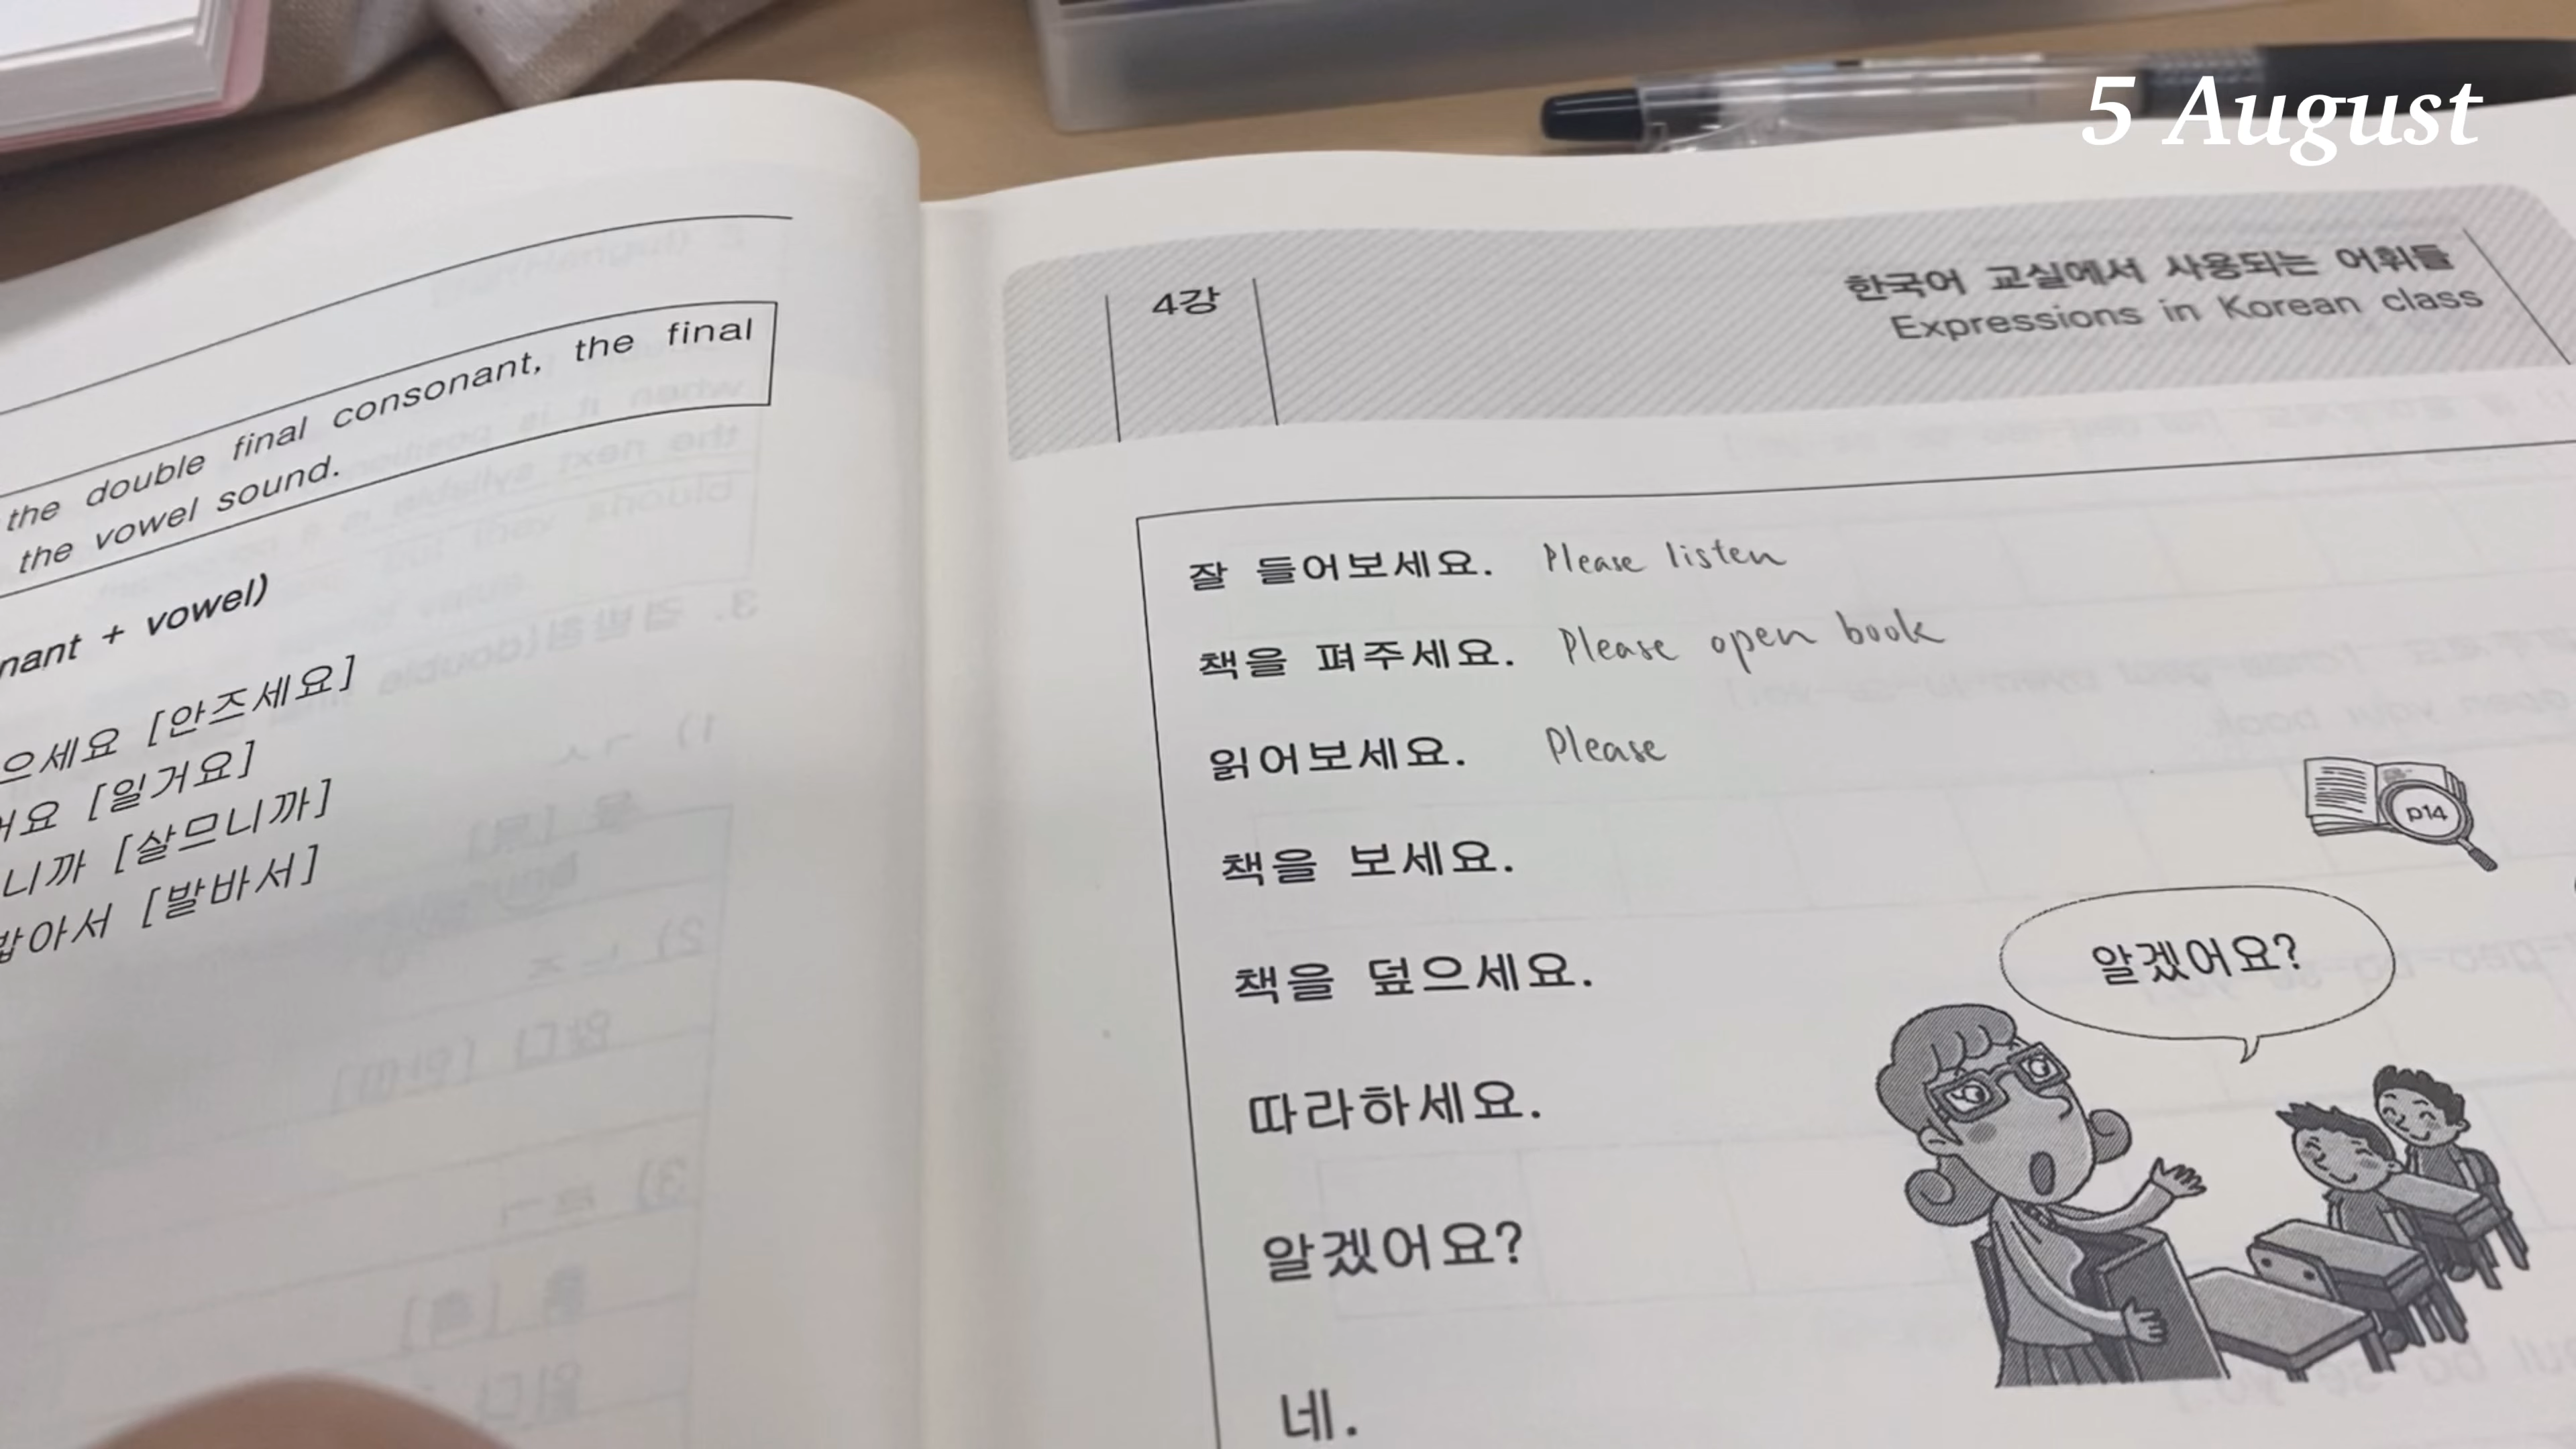 5 August
the double final consonant, the final
the vowel sound.
nant + vowel)
으세요 [안즈세요]
어요 [일거요]
니까 [살므니까]
밟아서 [발바서]
4강
한국어 교실에서 사용되는 어휘들
Expressions in Korean class
잘 들어보세요. Please listen
책을 펴주세요. Please open book
읽어보세요. Please
책을 보세요.
p14
책을 덮으세요.
알겠어요?
따라하세요.
알겠어요?
네.